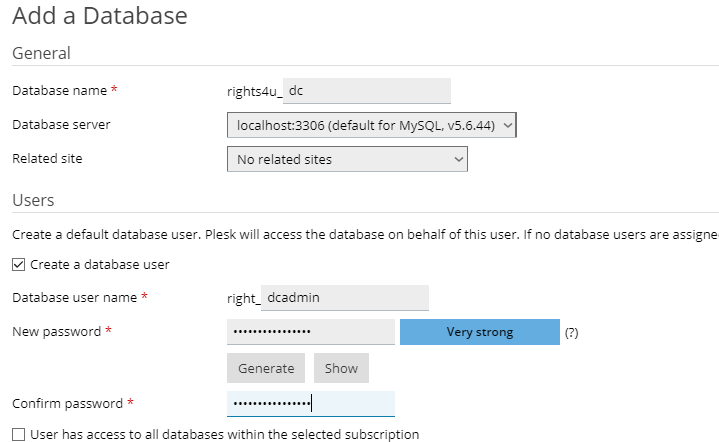 Add a Database
General
Database name *
rights4u_ dc
Database server
localhost:3306 (default for MySQL, v5.6.44)
Related site
No related sites
Users
Create a default database user. Plesk will access the database on behalf of this user. If no database users are assigne
Create a database user
Database user name *
right_ dcadmin
New password *
••••••••••••••••
Very strong
(?)
Generate
Show
Confirm password *
••••••••••••••••
User has access to all databases within the selected subscription